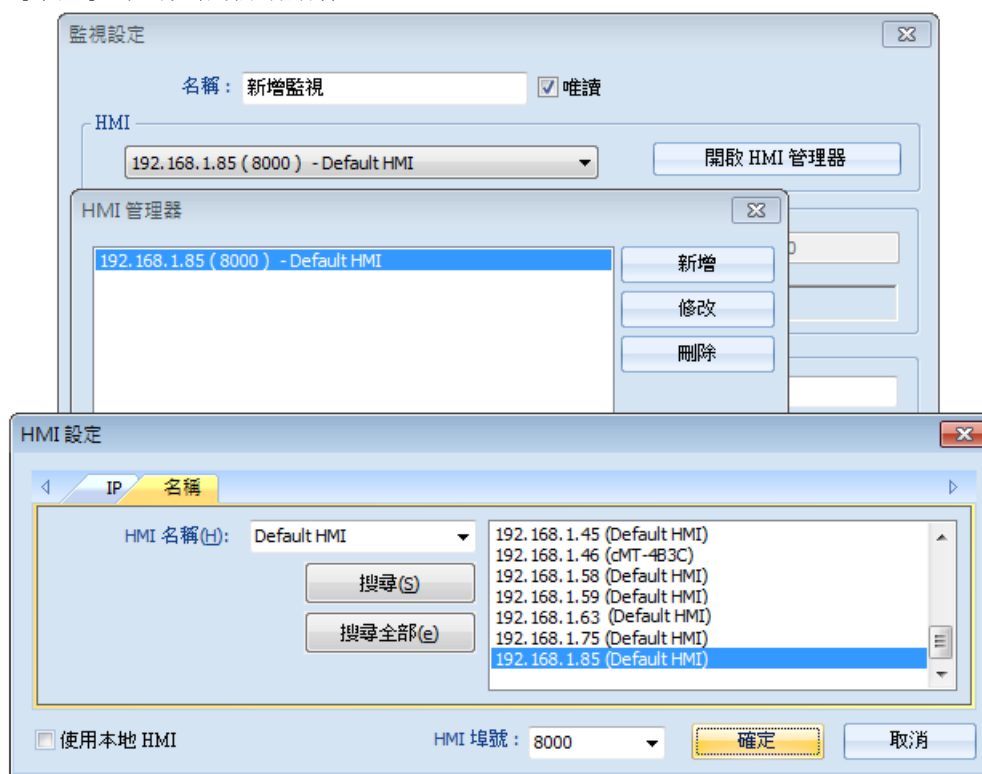 監視設定
名稱： 新增監視 唯讀
HMI
192.168.1.85 ( 8000 ) - Default HMI 開啟 HMI 管理器
HMI 管理器
192.168.1.85 ( 8000 ) - Default HMI
新增
修改
刪除
HMI 設定
IP 名稱
HMI 名稱(H): Default HMI
搜尋(S)
搜尋全部(e)
192.168.1.45 (Default HMI)
192.168.1.46 (cMT-4B3C)
192.168.1.58 (Default HMI)
192.168.1.59 (Default HMI)
192.168.1.63 (Default HMI)
192.168.1.75 (Default HMI)
192.168.1.85 (Default HMI)
使用本地 HMI HMI 埠號： 8000 確定 取消